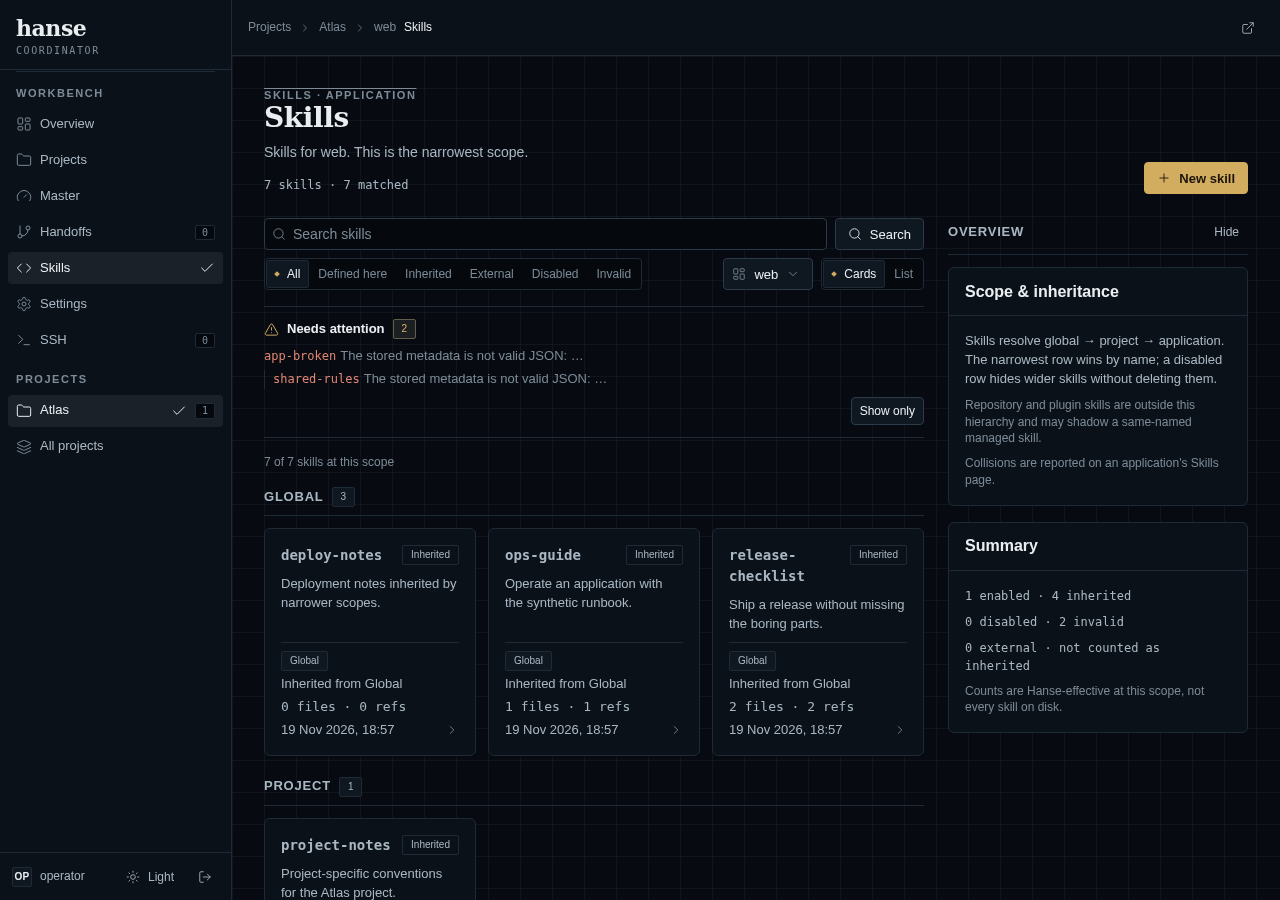 hanse
COORDINATOR
WORKBENCH
Overview
Projects
Master
Handoffs 0
Skills
Settings
SSH 0
PROJECTS
Atlas 1
All projects
OP operator Light
Projects Atlas web Skills
SKILLS · APPLICATION
Skills
Skills for web. This is the narrowest scope.
7 skills · 7 matched
New skill
Search skills Search
All Defined here Inherited External Disabled Invalid web Cards List
Needs attention 2
app-broken The stored metadata is not valid JSON: …
shared-rules The stored metadata is not valid JSON: …
Show only
7 of 7 skills at this scope
GLOBAL 3
deploy-notes Inherited
Deployment notes inherited by
narrower scopes.
Global
Inherited from Global
0 files · 0 refs
19 Nov 2026, 18:57
ops-guide Inherited
Operate an application with
the synthetic runbook.
Global
Inherited from Global
1 files · 1 refs
19 Nov 2026, 18:57
release- Inherited
checklist
Ship a release without missing
the boring parts.
Global
Inherited from Global
2 files · 2 refs
19 Nov 2026, 18:57
PROJECT 1
project-notes Inherited
Project-specific conventions
for the Atlas project.
OVERVIEW Hide
Scope & inheritance
Skills resolve global → project → application.
The narrowest row wins by name; a disabled
row hides wider skills without deleting them.
Repository and plugin skills are outside this
hierarchy and may shadow a same-named
managed skill.
Collisions are reported on an application's Skills
page.
Summary
1 enabled · 4 inherited
0 disabled · 2 invalid
0 external · not counted as
inherited
Counts are Hanse-effective at this scope, not
every skill on disk.